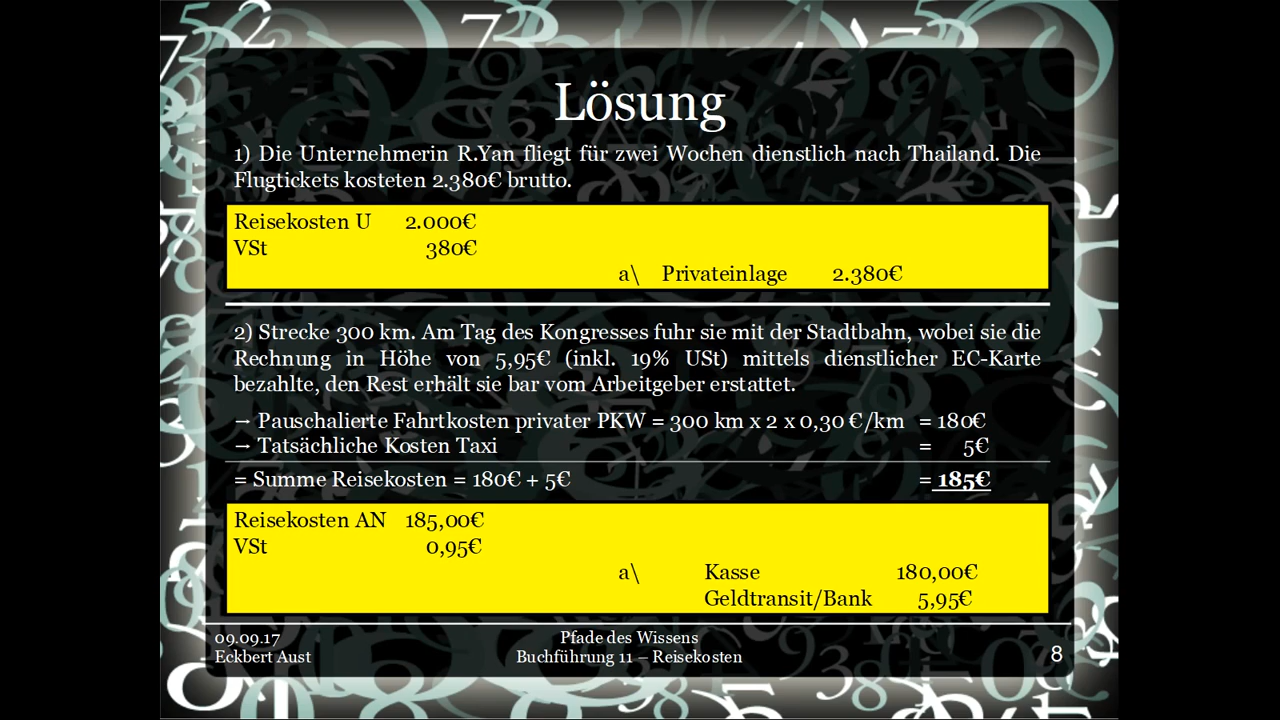 Lösung
1) Die Unternehmerin R.Yan fliegt für zwei Wochen dienstlich nach Thailand. Die
Flugtickets kosteten 2.380€ brutto.
Reisekosten U 2.000€
VSt 380€
a\ Privateinlage 2.380€
2) Strecke 300 km. Am Tag des Kongresses fuhr sie mit der Stadtbahn, wobei sie die
Rechnung in Höhe von 5,95€ (inkl. 19% USt) mittels dienstlicher EC-Karte
bezahlte, den Rest erhält sie bar vom Arbeitgeber erstattet.
→ Pauschalierte Fahrtkosten privater PKW = 300 km x 2 x 0,30 €/km = 180€
→ Tatsächliche Kosten Taxi = 5€
= Summe Reisekosten = 180€ + 5€ = 185€
Reisekosten AN 185,00€
VSt 0,95€
a\ Kasse 180,00€
Geldtransit/Bank 5,95€
09.09.17 Pfade des Wissens
Eckbert Aust Buchführung 11 – Reisekosten 8